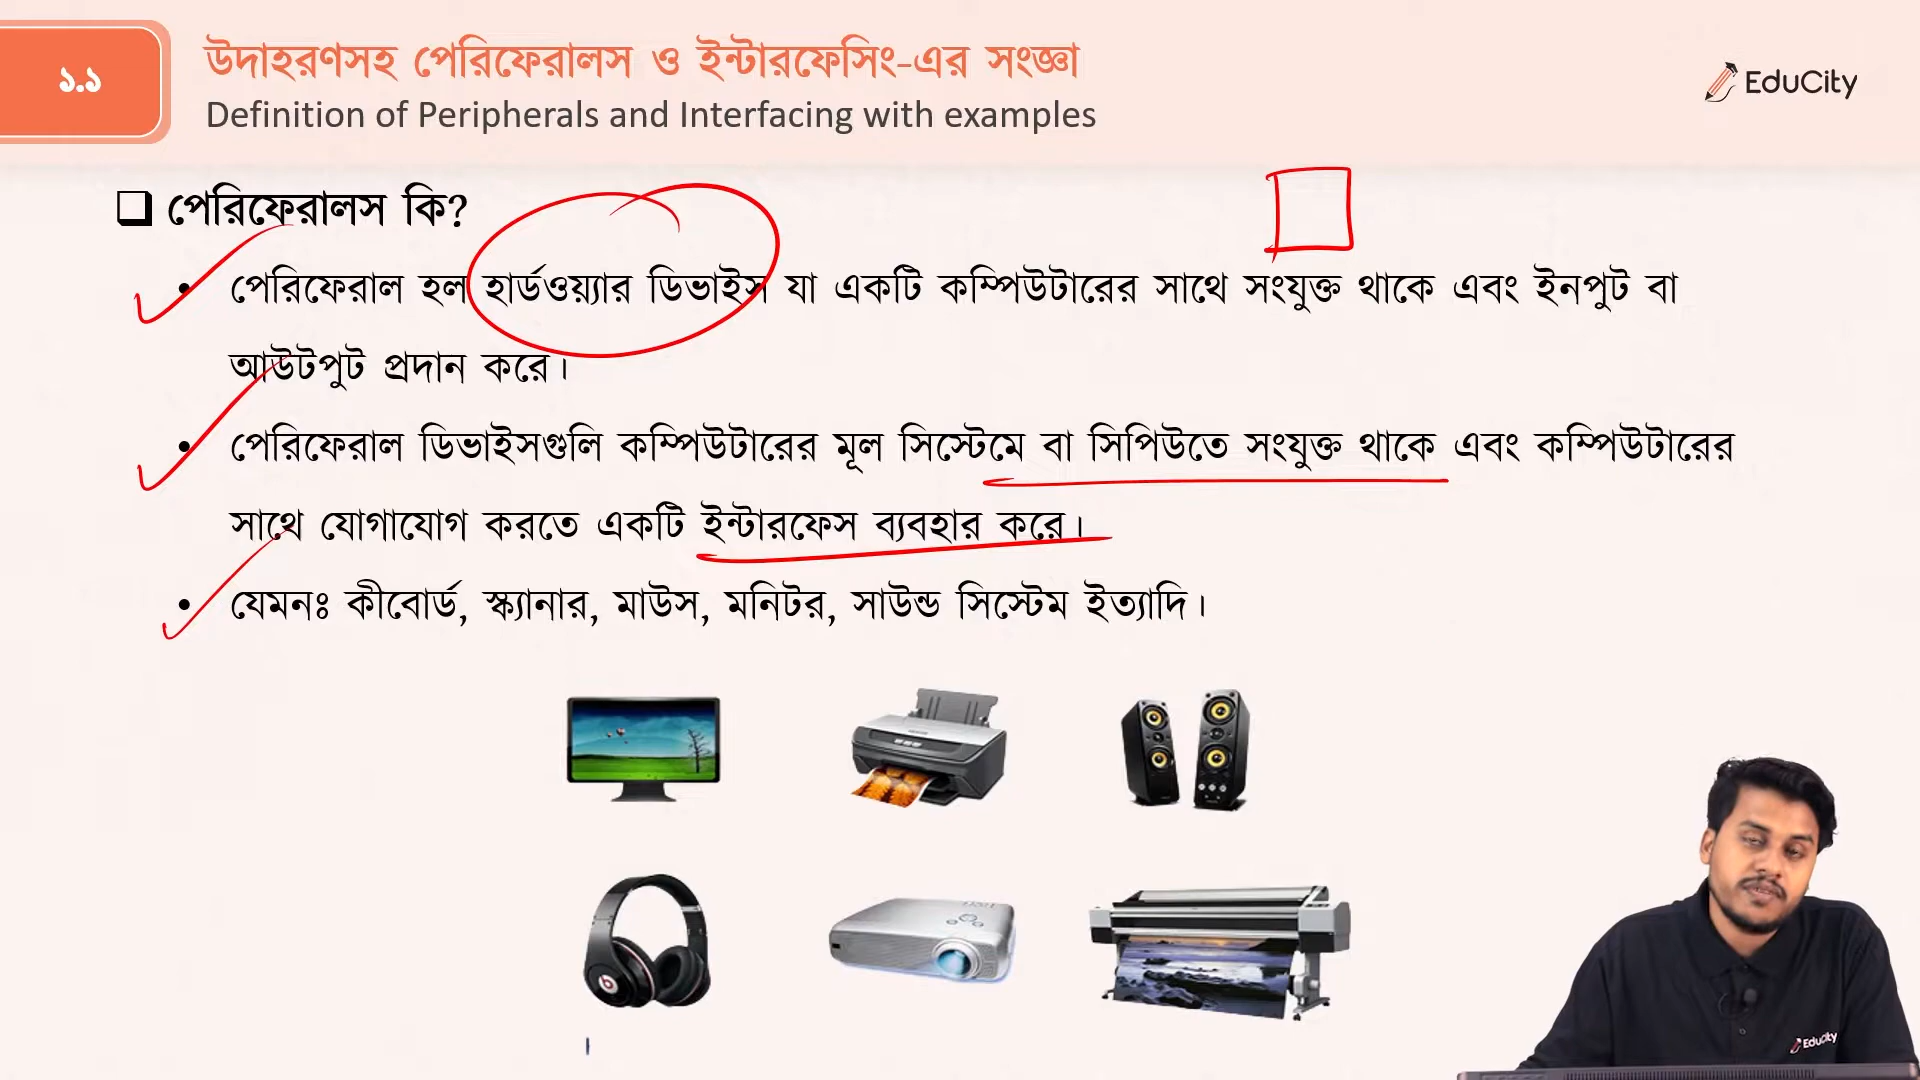 ১.১
উদাহরণসহ পেরিফেরালস ও ইন্টারফেসিং-এর সংজ্ঞা
Definition of Peripherals and Interfacing with examples
EduCity
পেরিফেরালস কি?
পেরিফেরাল হল হার্ডওয়্যার ডিভাইস যা একটি কম্পিউটারের সাথে সংযুক্ত থাকে এবং ইনপুট বা
আউটপুট প্রদান করে।
পেরিফেরাল ডিভাইসগুলি কম্পিউটারের মূল সিস্টেমে বা সিপিউতে সংযুক্ত থাকে এবং কম্পিউটারের
সাথে যোগাযোগ করতে একটি ইন্টারফেস ব্যবহার করে।
যেমনঃ কীবোর্ড, স্ক্যানার, মাউস, মনিটর, সাউন্ড সিস্টেম ইত্যাদি।
EduCity